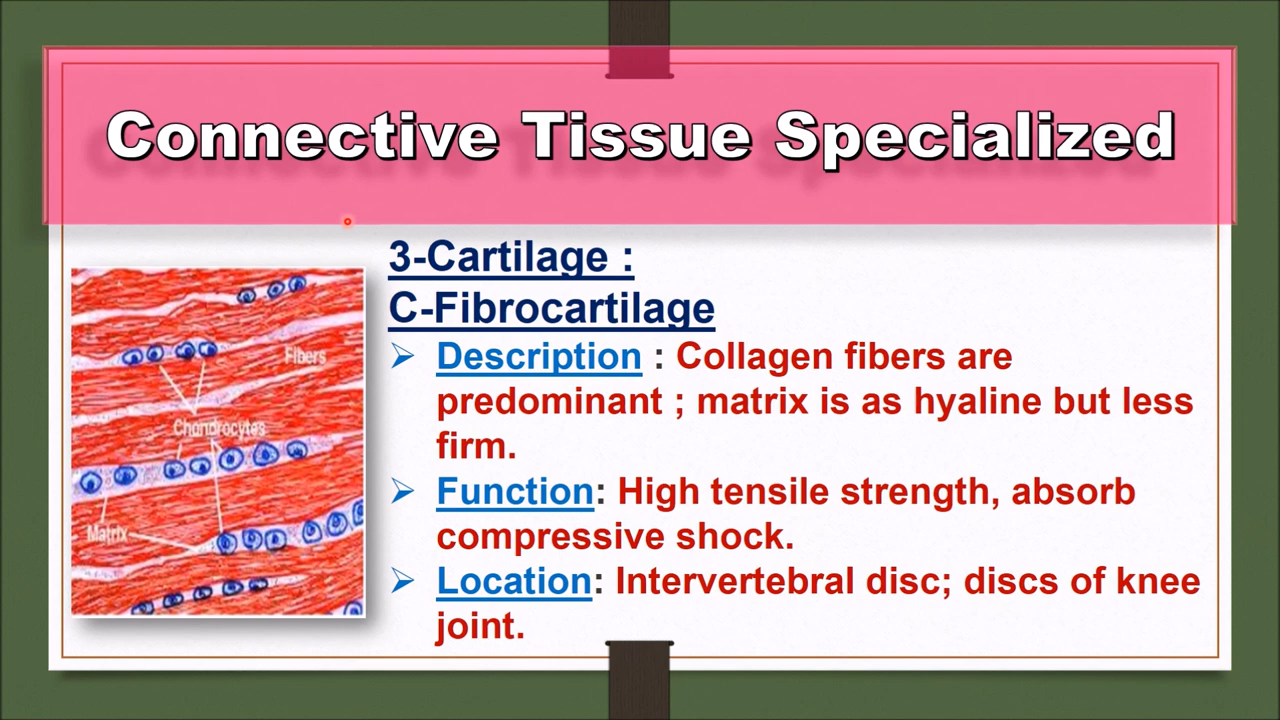 Connective Tissue Specialized
3-Cartilage :
C-Fibrocartilage
➢ Description : Collagen fibers are
predominant ; matrix is as hyaline but less
firm.
➢ Function: High tensile strength, absorb
compressive shock.
➢ Location: Intervertebral disc; discs of knee
joint.
Fibers
Chondrocytes
Matrix